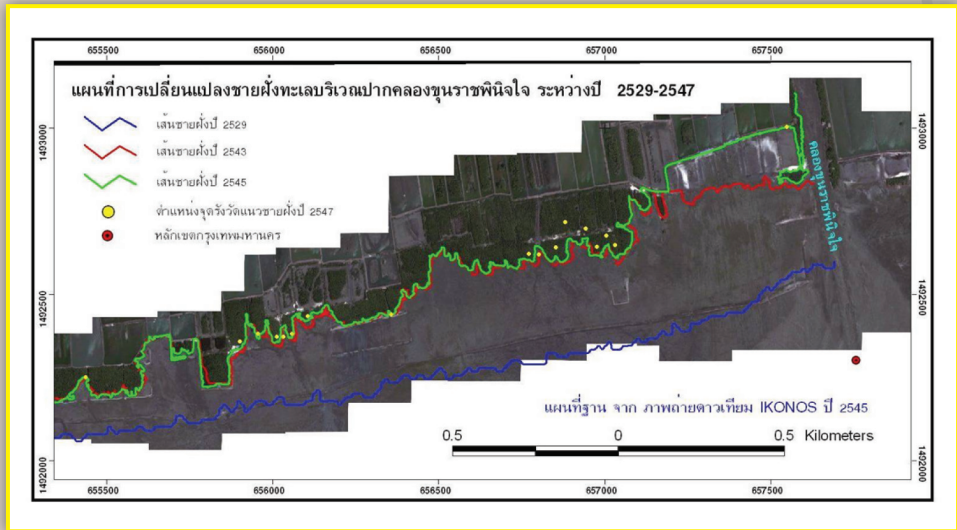 655500 656000 656500 657000 657500
แผนที่การเปลี่ยนแปลงชายฝั่งทะเลบริเวณปากคลองขุนราชพินิจใจ ระหว่างปี 2529-2547
เส้นชายฝั่งปี 2529
เส้นชายฝั่งปี 2543
เส้นชายฝั่งปี 2545
ตำแหน่งจุดรังวัดแนวชายฝั่งปี 2547
หลักเขตกรุงเทพมหานคร
1493000
1493000
คลองขุนราชพินิจใจ
1492500
1492500
แผนที่ฐาน จาก ภาพถ่ายดาวเทียม IKONOS ปี 2545
0.5 0 0.5 Kilometers
1492000
1492000
655500 656000 656500 657000 657500